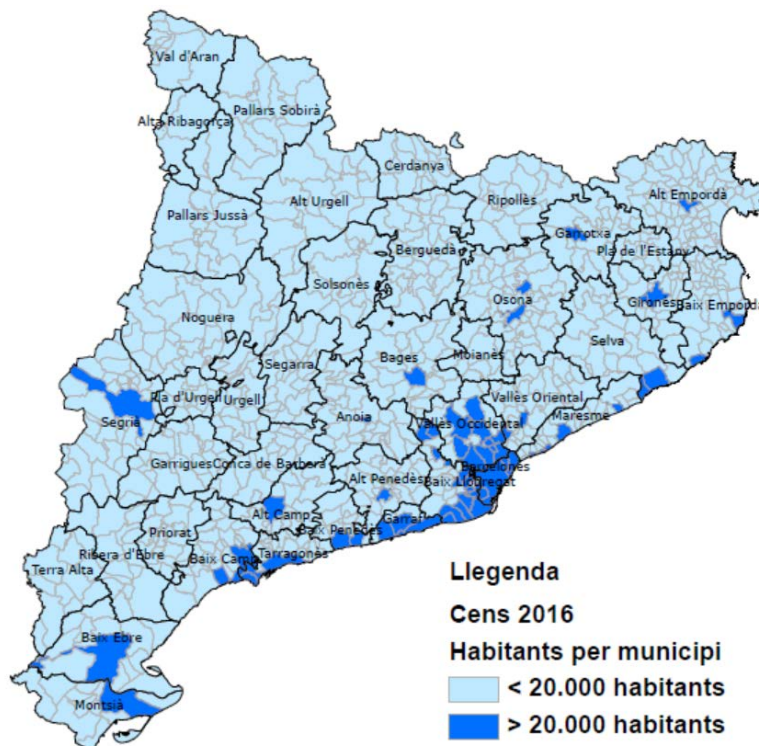 Val d'Aran
Pallars Sobirà
Alta Ribagorça
Cerdanya
Alt Urgell
Ripollès
Alt Empordà
Pallars Jussà
Garrotxa
Berguedà
Pla de l'Estany
Solsonès
Osona
Gironès
Baix Empordà
Noguera
Selva
Segarra
Bages
Moianès
Pla d'Urgell
Urgell
Vallès Oriental
Segrià
Anoia
Vallès Occidental
Maresme
Garrigues
Conca de Barberà
Alt Penedès
Barcelonès
Baix Llobregat
Alt Camp
Garraf
Baix Penedès
Priorat
Ribera d'Ebre
Baix Camp
Tarragonès
Terra Alta
Baix Ebre
Montsià
Llegenda
Cens 2016
Habitants per municipi
< 20.000 habitants
> 20.000 habitants